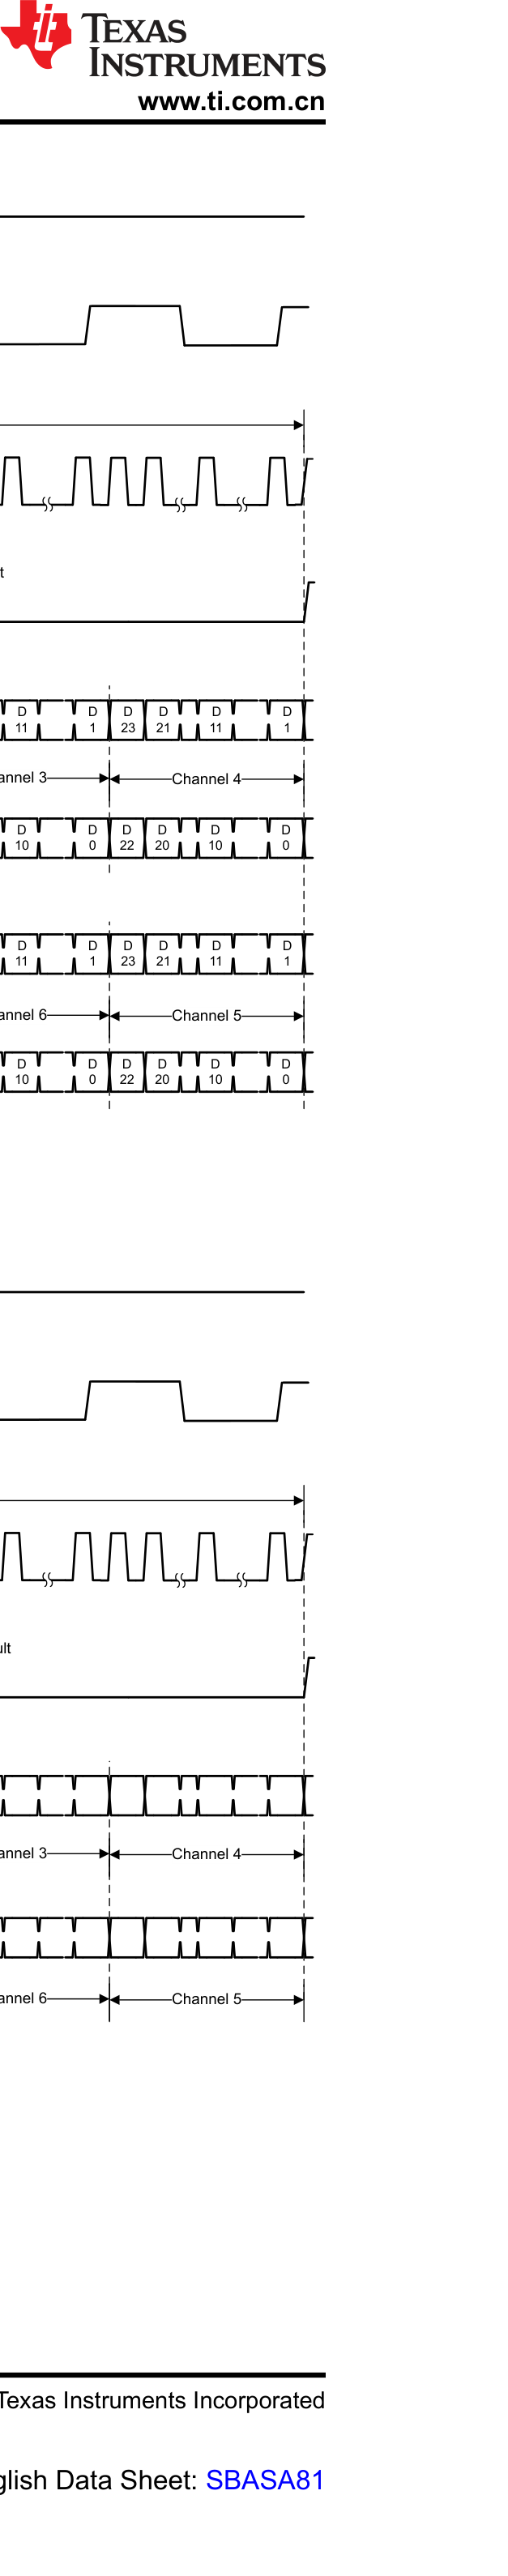 TEXAS
INSTRUMENTS
www.ti.com.cn
t
D D D D D D
11 1 23 21 11 1
annel 3 Channel 4
D D D D D D
10 0 22 20 10 0
D D D D D D
11 1 23 21 11 1
annel 6 Channel 5
D D D D D D
10 0 22 20 10 0
ult
annel 3 Channel 4
annel 6 Channel 5
Texas Instruments Incorporated
glish Data Sheet: SBASA81